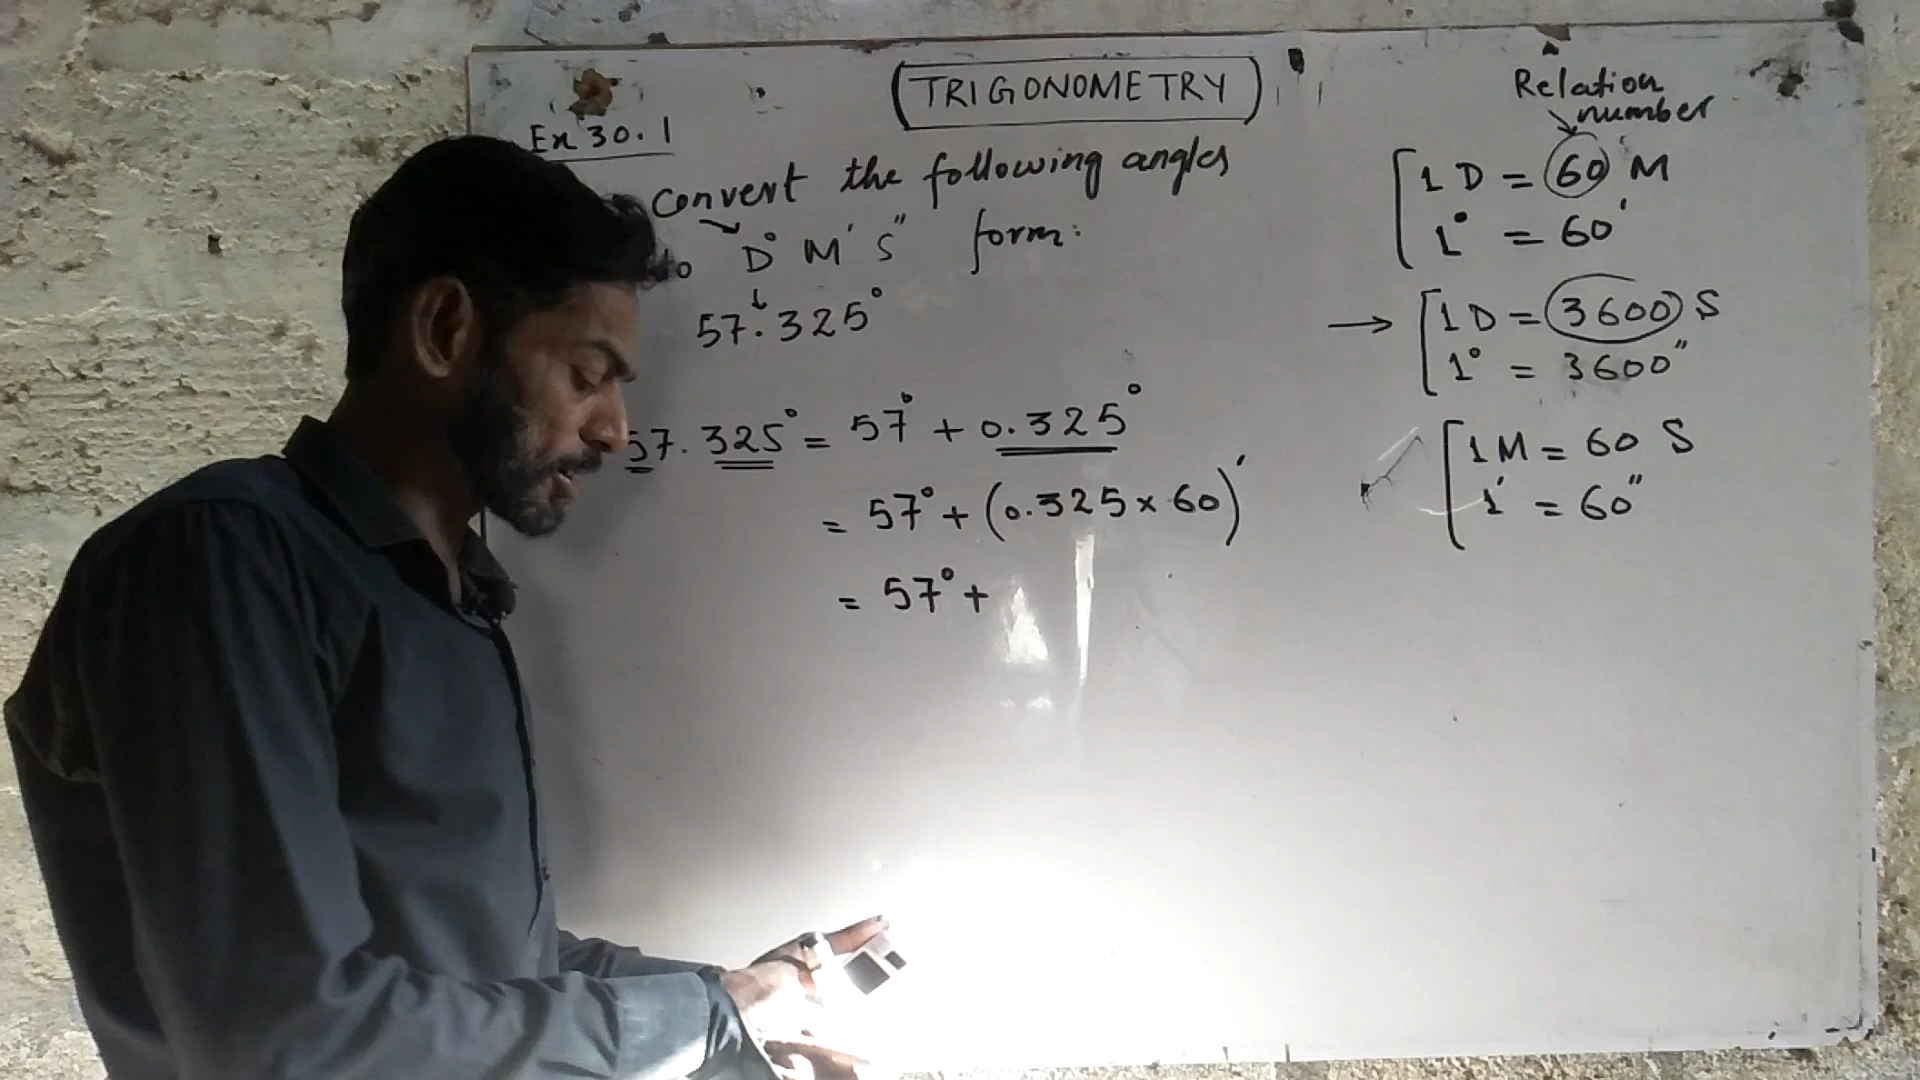 TRIGONOMETRY
Ex 30.1
convert the following angles
to D° M' S" form:
57.325°
57.325° = 57° + 0.325°
= 57° + (0.325 × 60)'
= 57° +
Relation
number
1 D = 60' M
1° = 60'
→ 1 D = 3600 S
1° = 3600"
1 M = 60 S
1' = 60"